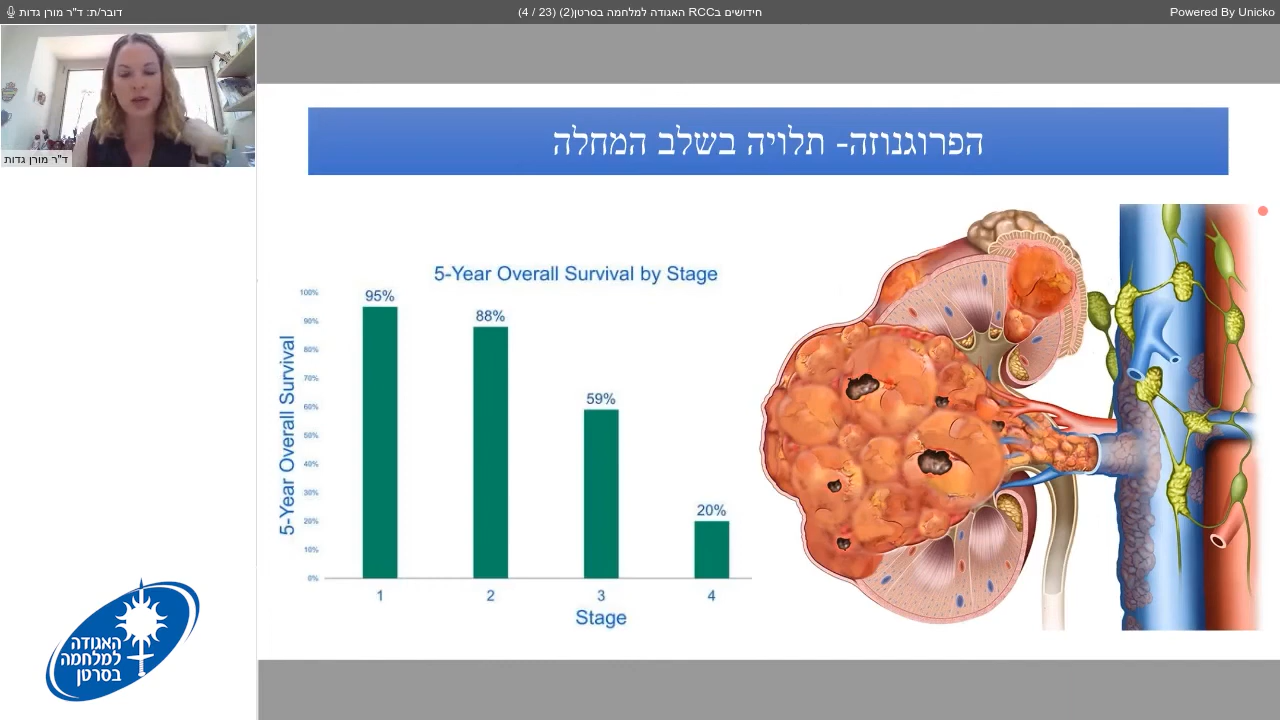 דובר/ת: ד"ר מורן גדות
חידושים בRCC האגודה למלחמה בסרטן(2) (23 / 4)
Powered By Unicko
ד"ר מורן גדות
הפרוגנוזה- תלויה בשלב המחלה
5-Year Overall Survival by Stage
5-Year Overall Survival
100%
90%
80%
70%
60%
50%
40%
30%
20%
10%
0%
95%
88%
59%
20%
1
2
3
4
Stage
האגודה
למלחמה
בסרטן